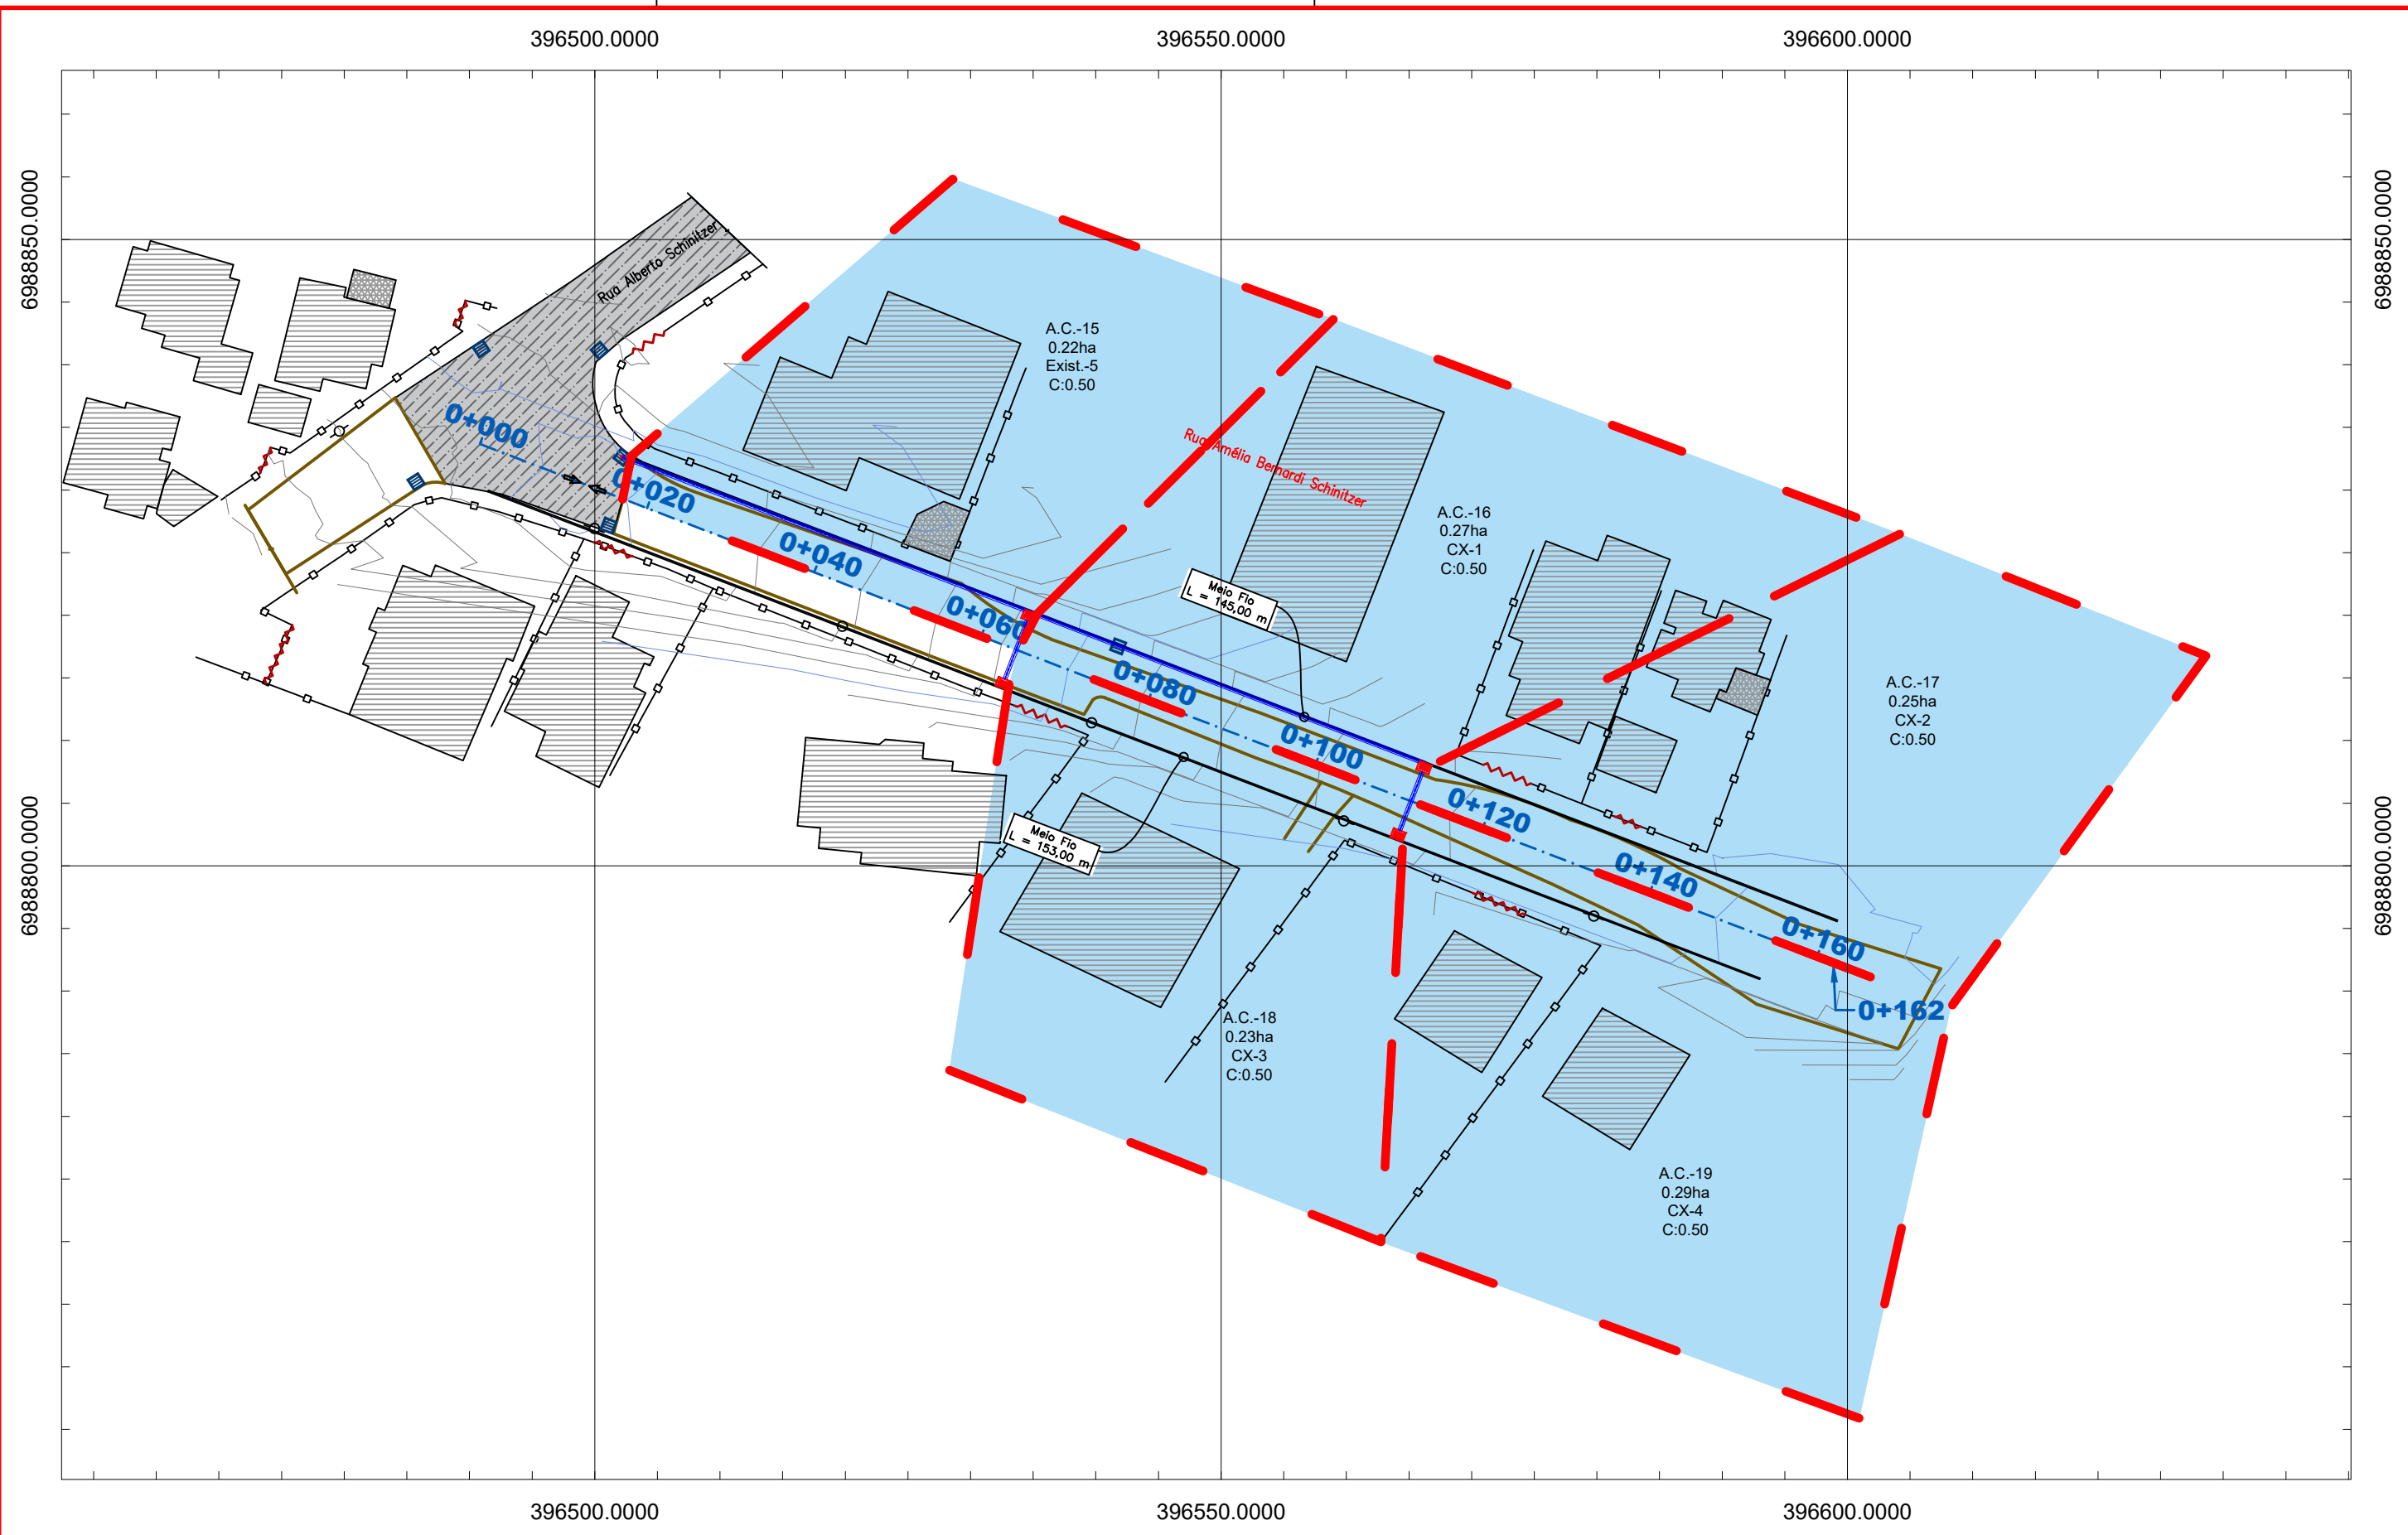 396500.0000
396550.0000
396600.0000
6988850.0000
6988850.0000
Rua Alberto Schinitzer
A.C.-15
0.22ha
Exist.-5
C:0.50
0+000
0+020
0+040
0+060
0+080
0+100
0+120
0+140
0+160
0+162
Rua Amélia Bernardi Schinitzer
A.C.-16
0.27ha
CX-1
C:0.50
Meio Fio
L = 145,00 m
A.C.-17
0.25ha
CX-2
C:0.50
6988800.0000
6988800.0000
Meio Fio
L = 153,00 m
A.C.-18
0.23ha
CX-3
C:0.50
A.C.-19
0.29ha
CX-4
C:0.50
396500.0000
396550.0000
396600.0000